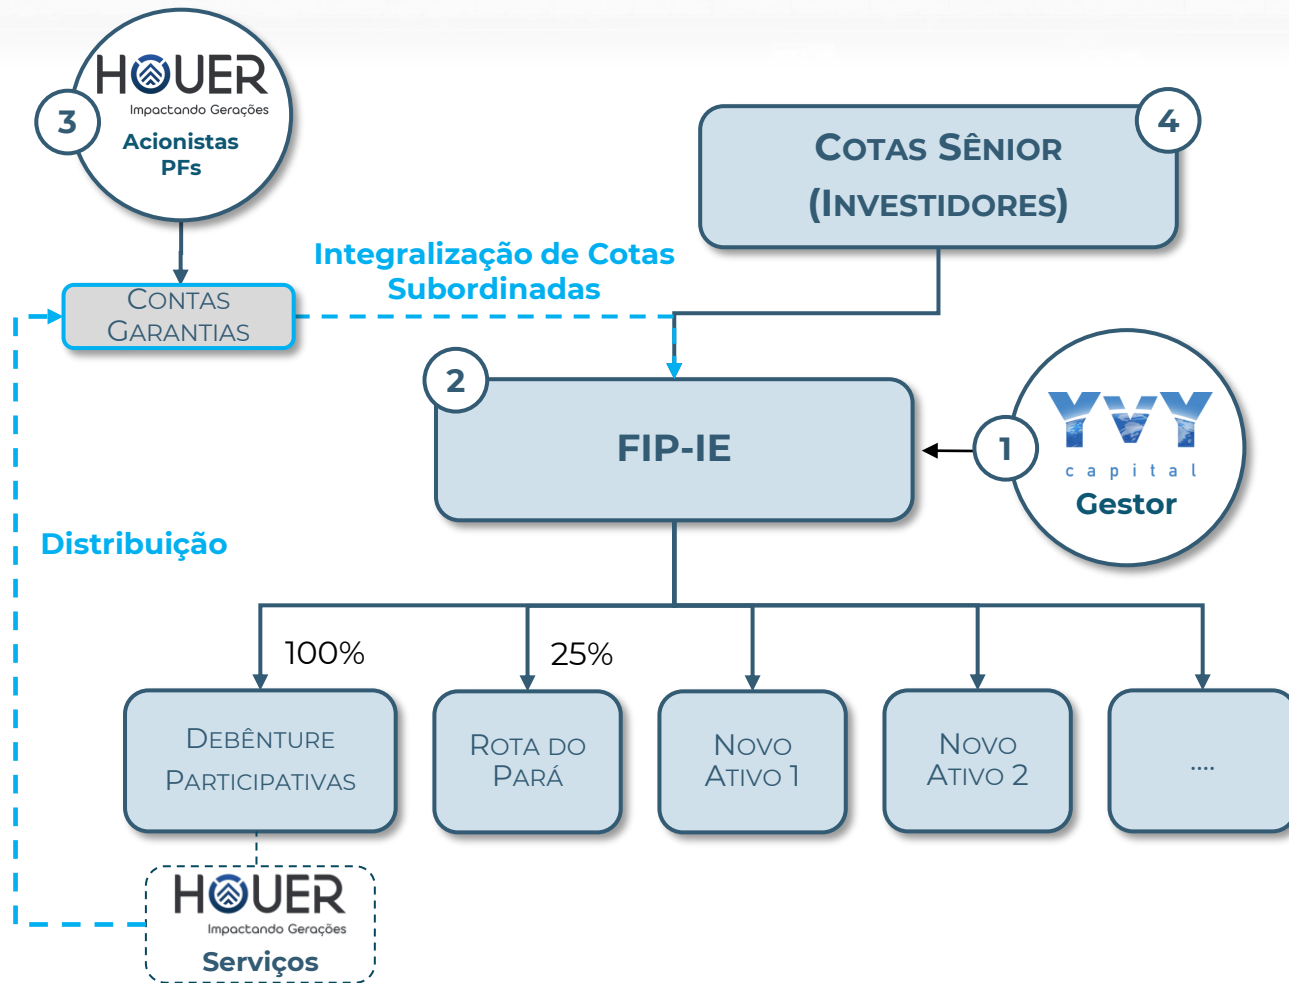 HOUER
Impactando Gerações
3
Acionistas
PFs
4
COTAS SÊNIOR
(INVESTIDORES)
Integralização de Cotas
Subordinadas
CONTAS
GARANTIAS
2
FIP-IE
1
YVY
capital
Gestor
Distribuição
100%
25%
DEBÊNTURE
PARTICIPATIVAS
ROTA DO
PARÁ
NOVO
ATIVO 1
NOVO
ATIVO 2
....
HOUER
Impactando Gerações
Serviços